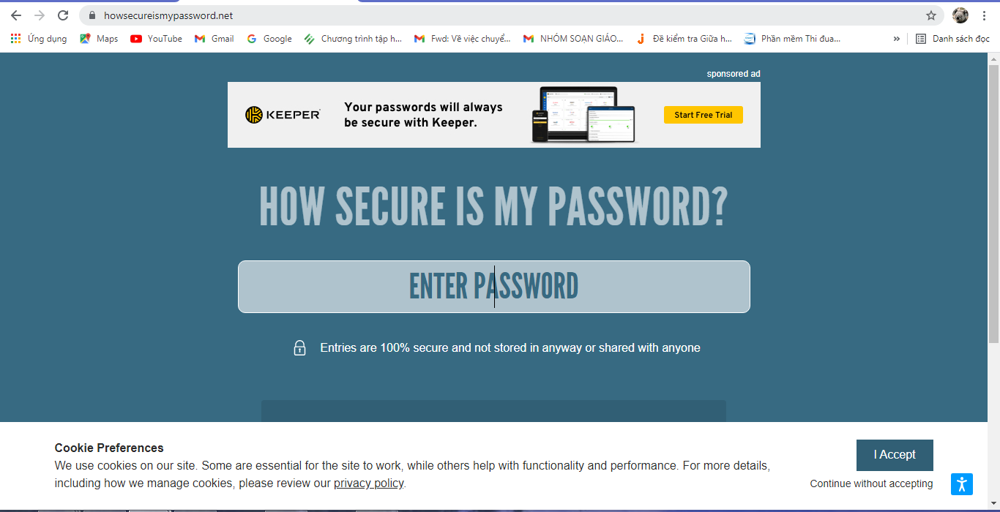 howsecureismypassword.net
Ứng dụng Maps YouTube Gmail Google Chương trình tập h... Fwd: Về việc chuyể... NHÓM SOẠN GIÁO... Đề kiểm tra Giữa h... Phần mềm Thi đua... » Danh sách đọc
sponsored ad
KEEPER
Your passwords will always
be secure with Keeper.
Start Free Trial
HOW SECURE IS MY PASSWORD?
ENTER PASSWORD
Entries are 100% secure and not stored in anyway or shared with anyone
Cookie Preferences
We use cookies on our site. Some are essential for the site to work, while others help with functionality and performance. For more details,
including how we manage cookies, please review our privacy policy.
I Accept
Continue without accepting